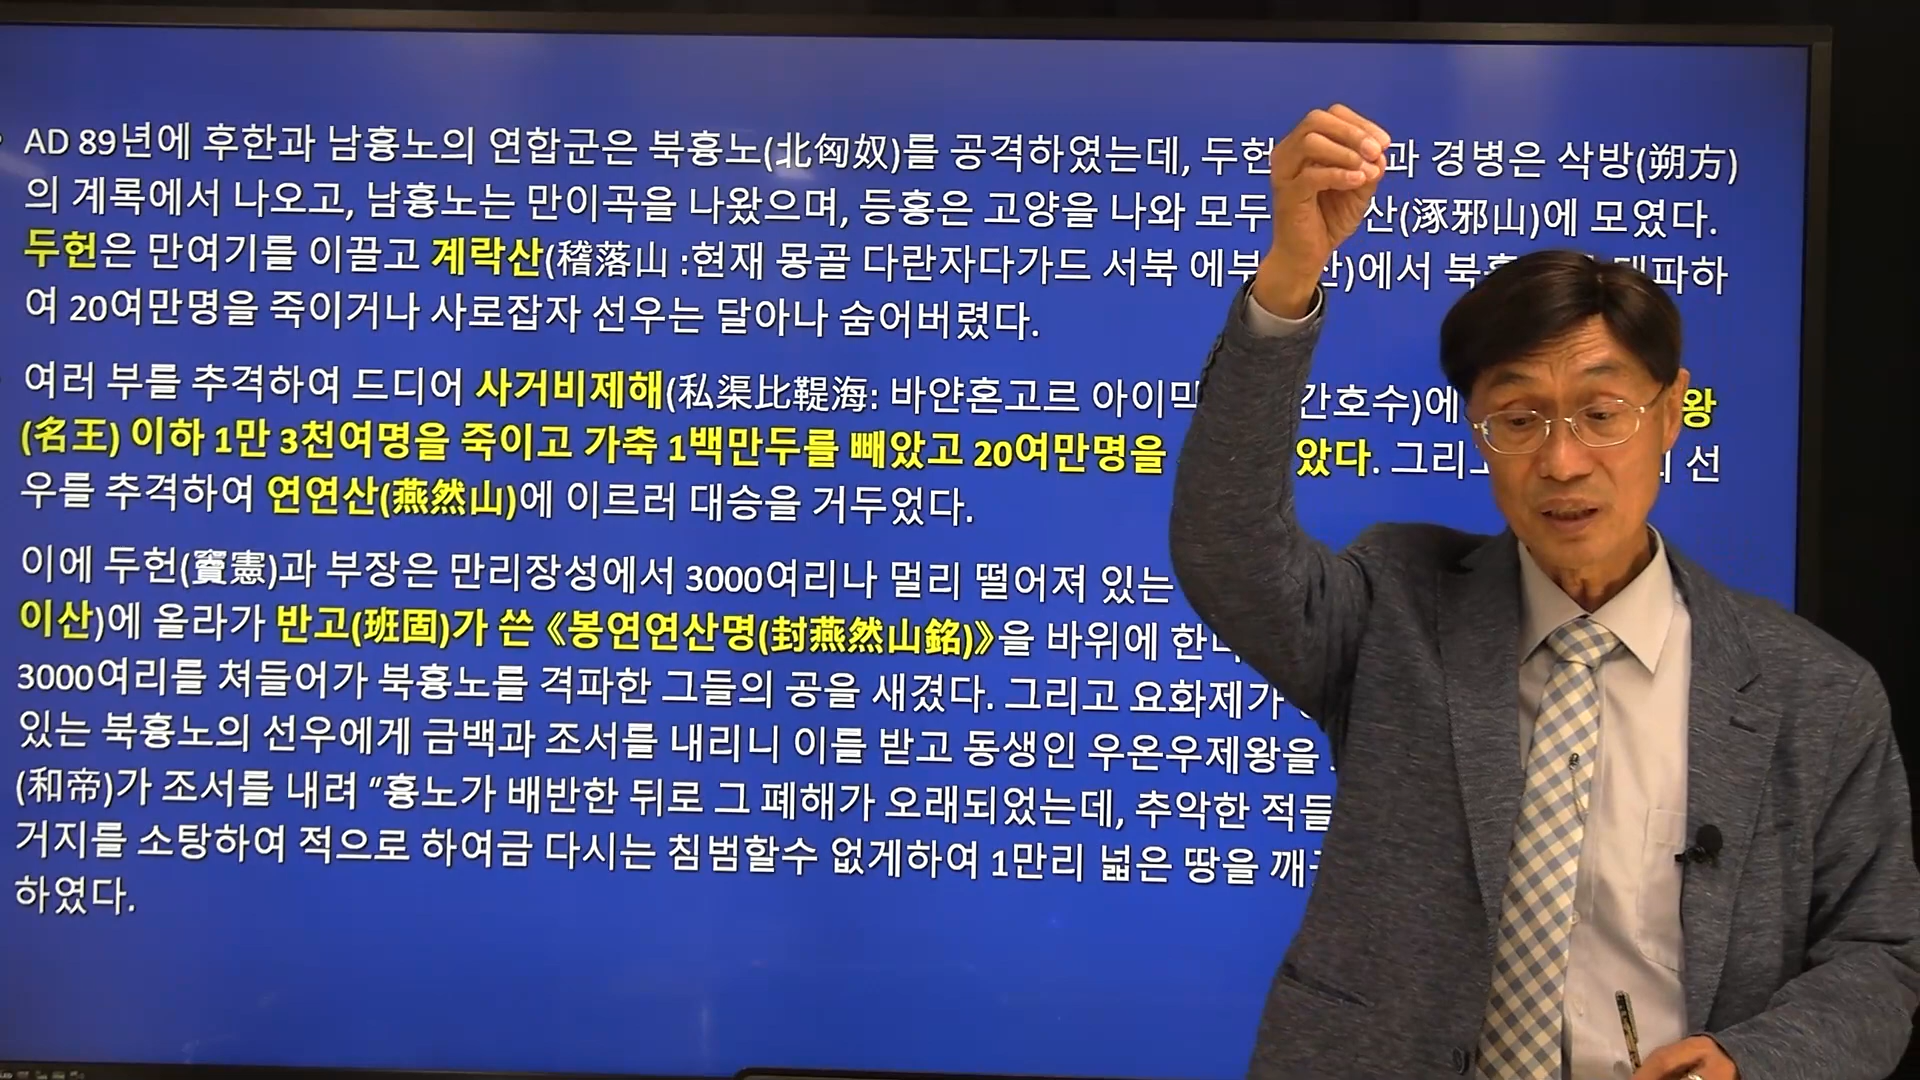 AD 89년에 후한과 남흉노의 연합군은 북흉노(北匈奴)를 공격하였는데, 두헌 과 경병은 삭방(朔方)
의 계록에서 나오고, 남흉노는 만이곡을 나왔으며, 등홍은 고양을 나와 모두 산(涿邪山)에 모였다.
두헌은 만여기를 이끌고 계락산(稽落山 :현재 몽골 다란자다가드 서북 에부 산)에서 대파하
여 20여만명을 죽이거나 사로잡자 선우는 달아나 숨어버렸다.
여러 부를 추격하여 드디어 사거비제해(私渠比鞮海: 바얀혼고르 아이막 간호수)에 왕
(名王) 이하 1만 3천여명을 죽이고 가축 1백만두를 빼았고 20여만명을 았다. 그리고 선
우를 추격하여 연연산(燕然山)에 이르러 대승을 거두었다.
이에 두헌(竇憲)과 부장은 만리장성에서 3000여리나 멀리 떨어져 있는
이산)에 올라가 반고(班固)가 쓴 《봉연연산명(封燕然山銘)》을 바위에
3000여리를 쳐들어가 북흉노를 격파한 그들의 공을 새겼다. 그리고 요화제가
있는 북흉노의 선우에게 금백과 조서를 내리니 이를 받고 동생인 우온우제왕을
(和帝)가 조서를 내려 “흉노가 배반한 뒤로 그 폐해가 오래되었는데, 추악한 적들
거지를 소탕하여 적으로 하여금 다시는 침범할수 없게하여 1만리 넓은 땅을
하였다.